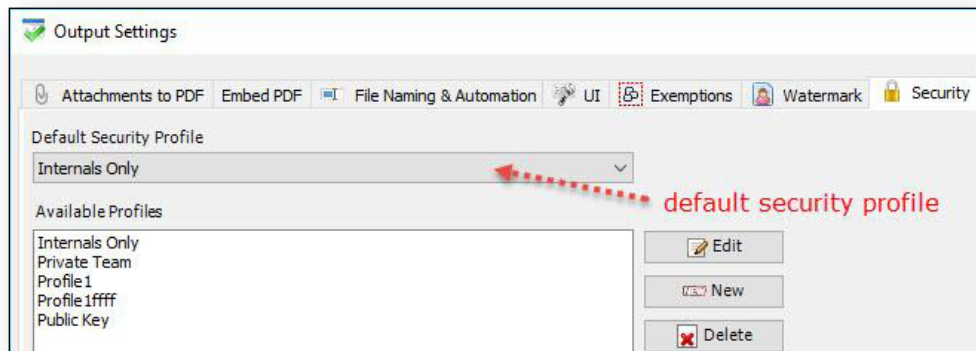 Output Settings
Attachments to PDF Embed PDF File Naming & Automation UI Exemptions Watermark Security
Default Security Profile
Internals Only
default security profile
Available Profiles
Internals Only
Private Team
Profile1
Profile1ffff
Public Key
Edit
NEW New
Delete